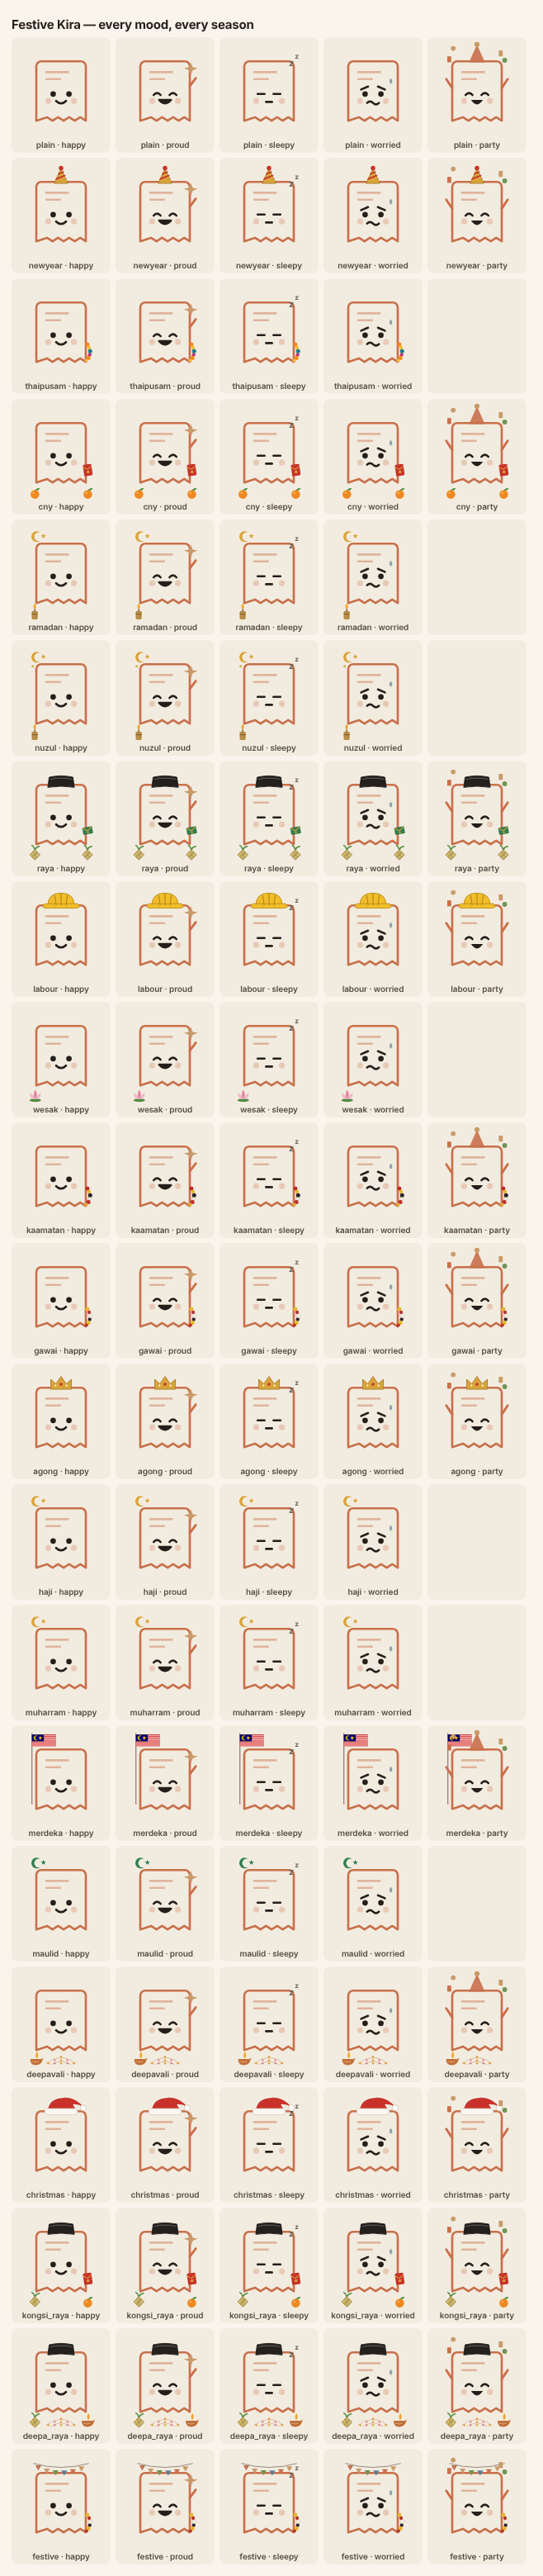 Festive Kira — every mood, every season
z
z
plain · happy plain · proud plain · sleepy plain · worried plain · party
z
z
newyear · happy newyear · proud newyear · sleepy newyear · worried newyear · party
z
z
thaipusam · happy thaipusam · proud thaipusam · sleepy thaipusam · worried
z
z
cny · happy cny · proud cny · sleepy cny · worried cny · party
z
z
ramadan · happy ramadan · proud ramadan · sleepy ramadan · worried
z
z
nuzul · happy nuzul · proud nuzul · sleepy nuzul · worried
z
z
raya · happy raya · proud raya · sleepy raya · worried raya · party
z
z
labour · happy labour · proud labour · sleepy labour · worried labour · party
z
z
wesak · happy wesak · proud wesak · sleepy wesak · worried
z
z
kaamatan · happy kaamatan · proud kaamatan · sleepy kaamatan · worried kaamatan · party
z
z
gawai · happy gawai · proud gawai · sleepy gawai · worried gawai · party
z
z
agong · happy agong · proud agong · sleepy agong · worried agong · party
z
z
haji · happy haji · proud haji · sleepy haji · worried
z
z
muharram · happy muharram · proud muharram · sleepy muharram · worried
z
z
merdeka · happy merdeka · proud merdeka · sleepy merdeka · worried merdeka · party
z
z
maulid · happy maulid · proud maulid · sleepy maulid · worried
z
z
deepavali · happy deepavali · proud deepavali · sleepy deepavali · worried deepavali · party
z
z
christmas · happy christmas · proud christmas · sleepy christmas · worried christmas · party
z
z
kongsi_raya · happy kongsi_raya · proud kongsi_raya · sleepy kongsi_raya · worried kongsi_raya · party
z
z
deepa_raya · happy deepa_raya · proud deepa_raya · sleepy deepa_raya · worried deepa_raya · party
z
z
festive · happy festive · proud festive · sleepy festive · worried festive · party